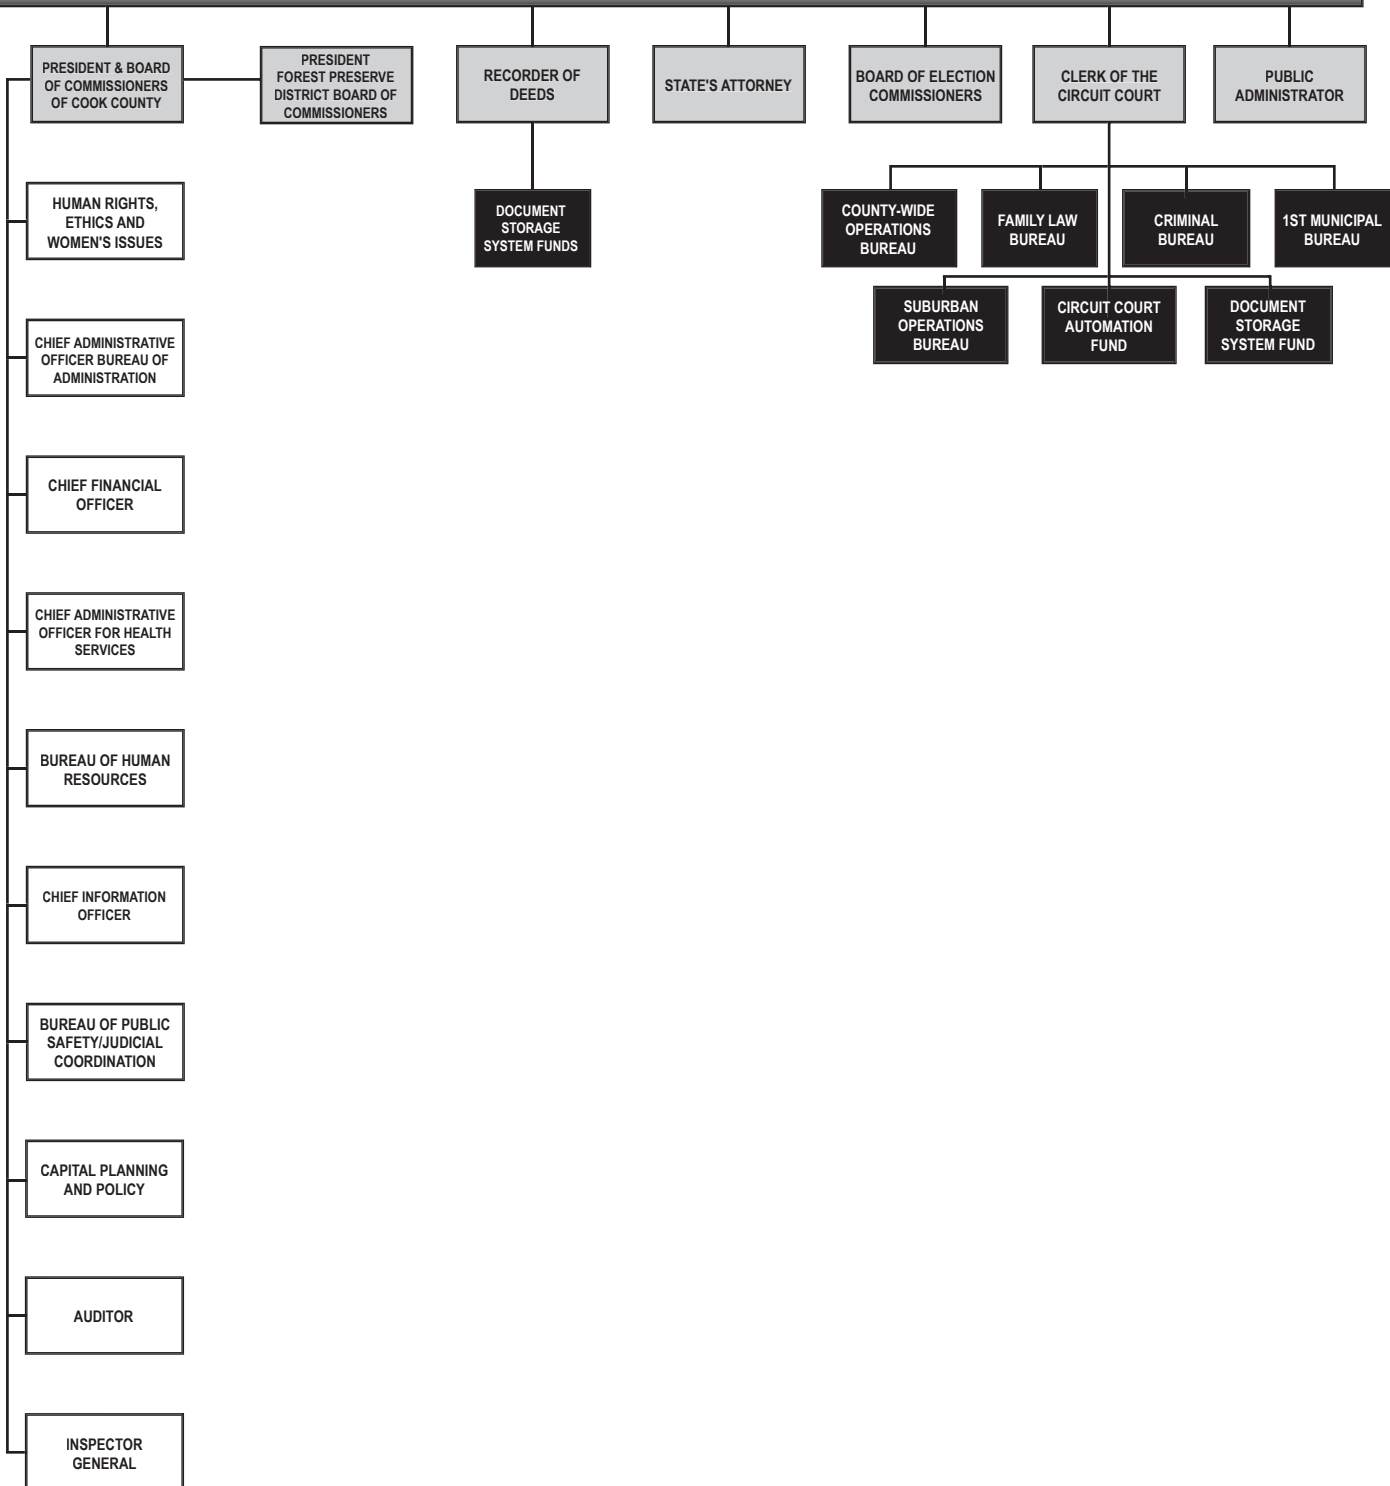 PRESIDENT & BOARD
OF COMMISSIONERS
OF COOK COUNTY
PRESIDENT
FOREST PRESERVE
DISTRICT BOARD OF
COMMISSIONERS
RECORDER OF
DEEDS
STATE'S ATTORNEY
BOARD OF ELECTION
COMMISSIONERS
CLERK OF THE
CIRCUIT COURT
PUBLIC
ADMINISTRATOR
HUMAN RIGHTS,
ETHICS AND
WOMEN'S ISSUES
DOCUMENT
STORAGE
SYSTEM FUNDS
COUNTY-WIDE
OPERATIONS
BUREAU
FAMILY LAW
BUREAU
CRIMINAL
BUREAU
1ST MUNICIPAL
BUREAU
SUBURBAN
OPERATIONS
BUREAU
CIRCUIT COURT
AUTOMATION
FUND
DOCUMENT
STORAGE
SYSTEM FUND
CHIEF ADMINISTRATIVE
OFFICER BUREAU OF
ADMINISTRATION
CHIEF FINANCIAL
OFFICER
CHIEF ADMINISTRATIVE
OFFICER FOR HEALTH
SERVICES
BUREAU OF HUMAN
RESOURCES
CHIEF INFORMATION
OFFICER
BUREAU OF PUBLIC
SAFETY/JUDICIAL
COORDINATION
CAPITAL PLANNING
AND POLICY
AUDITOR
INSPECTOR
GENERAL